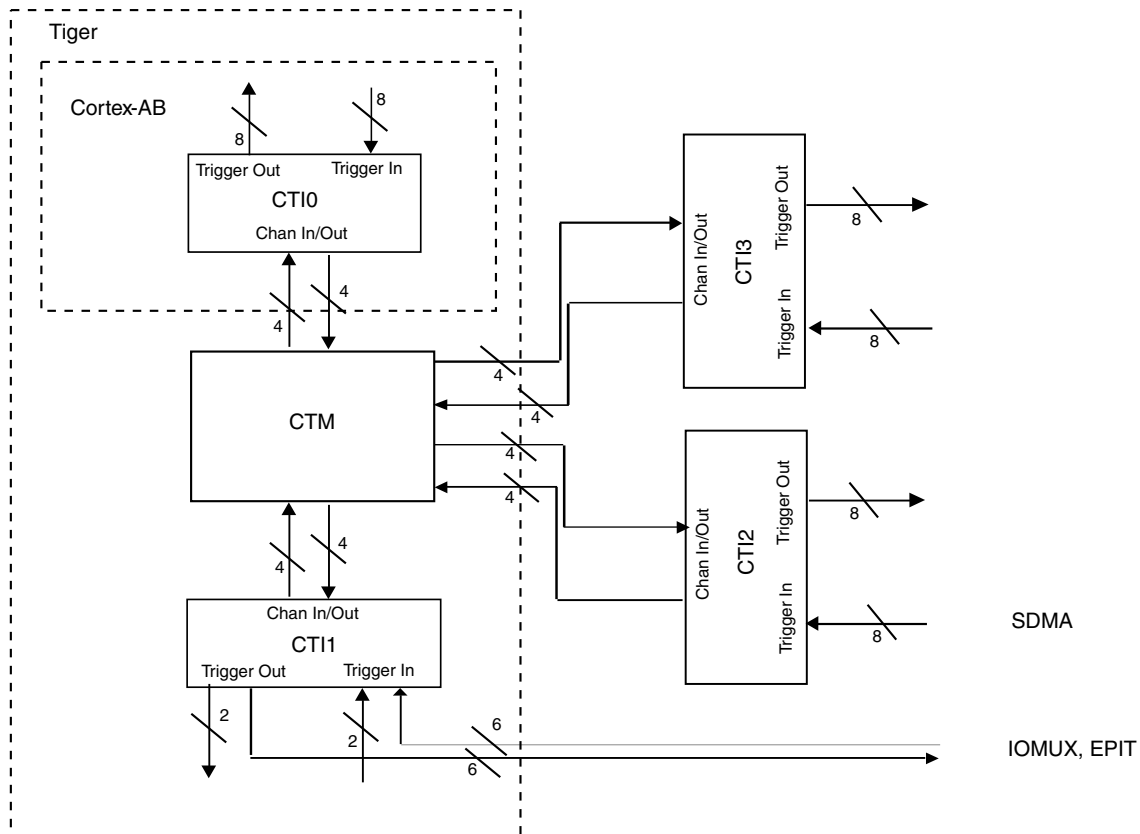 Tiger
Cortex-AB
8
8
Trigger Out
Trigger In
CTI0
Chan In/Out
4
4
CTM
4
4
4
4
4
4
Chan In/Out
CTI1
Trigger Out
Trigger In
2
2
6
6
Chan In/Out
CTI3
Trigger Out
Trigger In
8
8
Chan In/Out
CTI2
Trigger Out
Trigger In
8
8
SDMA
IOMUX, EPIT